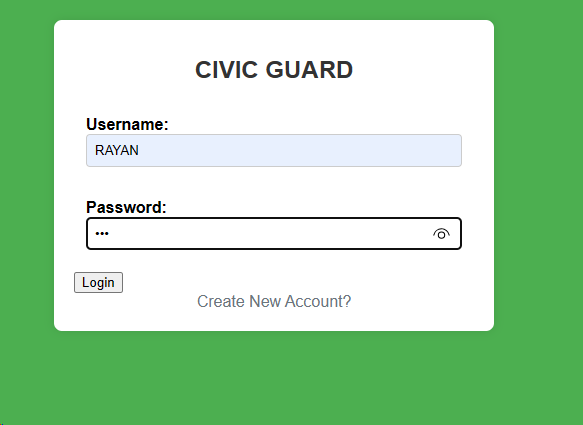 CIVIC GUARD
Username:
RAYAN
Password:
•••
Login
Create New Account?